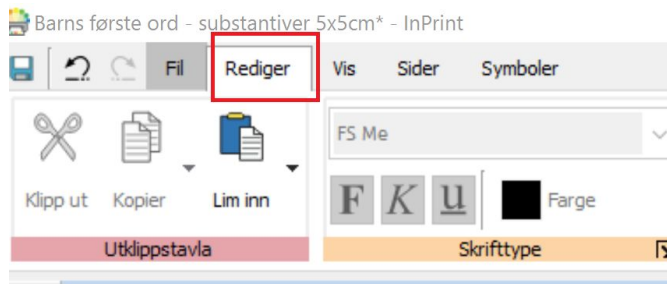 Barns første ord - substantiver 5x5cm* - InPrint
Fil Rediger Vis Sider Symboler
FS Me
Klipp ut Kopier Lim inn F K u Farge
Utklippstavla Skrifttype